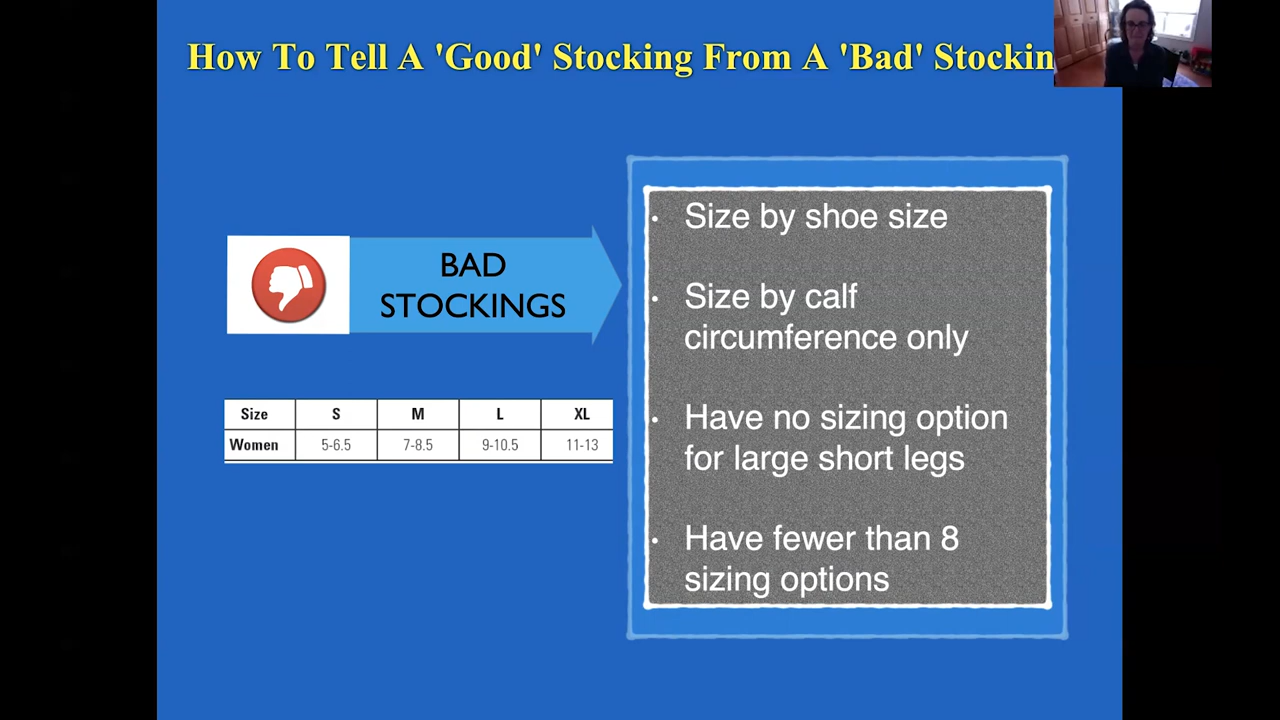 How To Tell A 'Good' Stocking From A 'Bad' Stockin
BAD
STOCKINGS
Size S M L XL
Women 5-6.5 7-8.5 9-10.5 11-13
• Size by shoe size
• Size by calf
circumference only
• Have no sizing option
for large short legs
• Have fewer than 8
sizing options